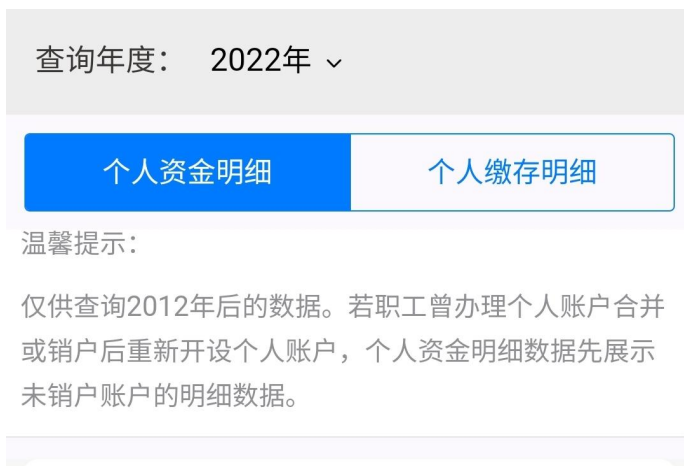 查询年度： 2022年
个人资金明细 个人缴存明细
温馨提示：
仅供查询2012年后的数据。若职工曾办理个人账户合并
或销户后重新开设个人账户，个人资金明细数据先展示
未销户账户的明细数据。